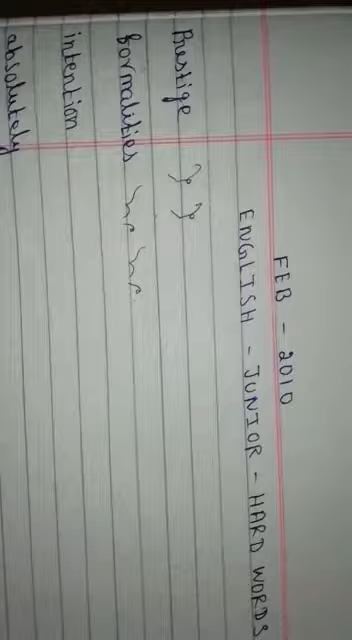 FEB - 2010
ENGLISH - JUNIOR - HARD WORDS
Prestige
formalities
intention
absolutely